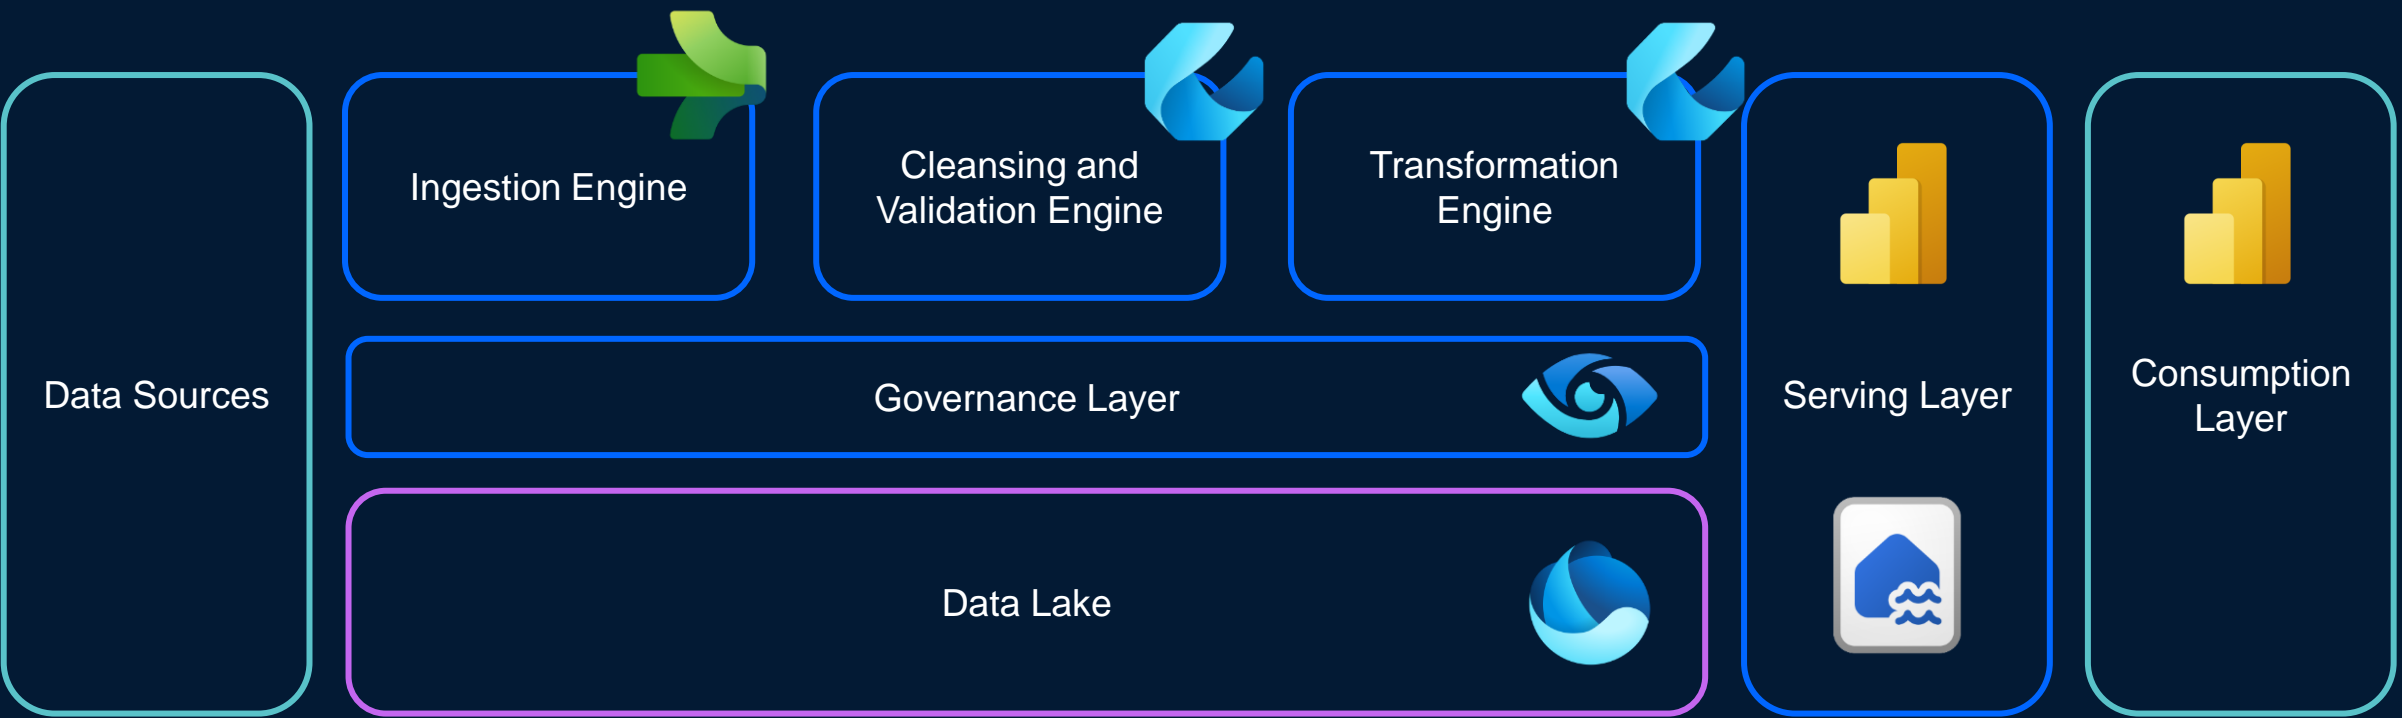 Data Sources
Ingestion Engine
Cleansing and
Validation Engine
Transformation
Engine
Governance Layer
Data Lake
Serving Layer
Consumption
Layer